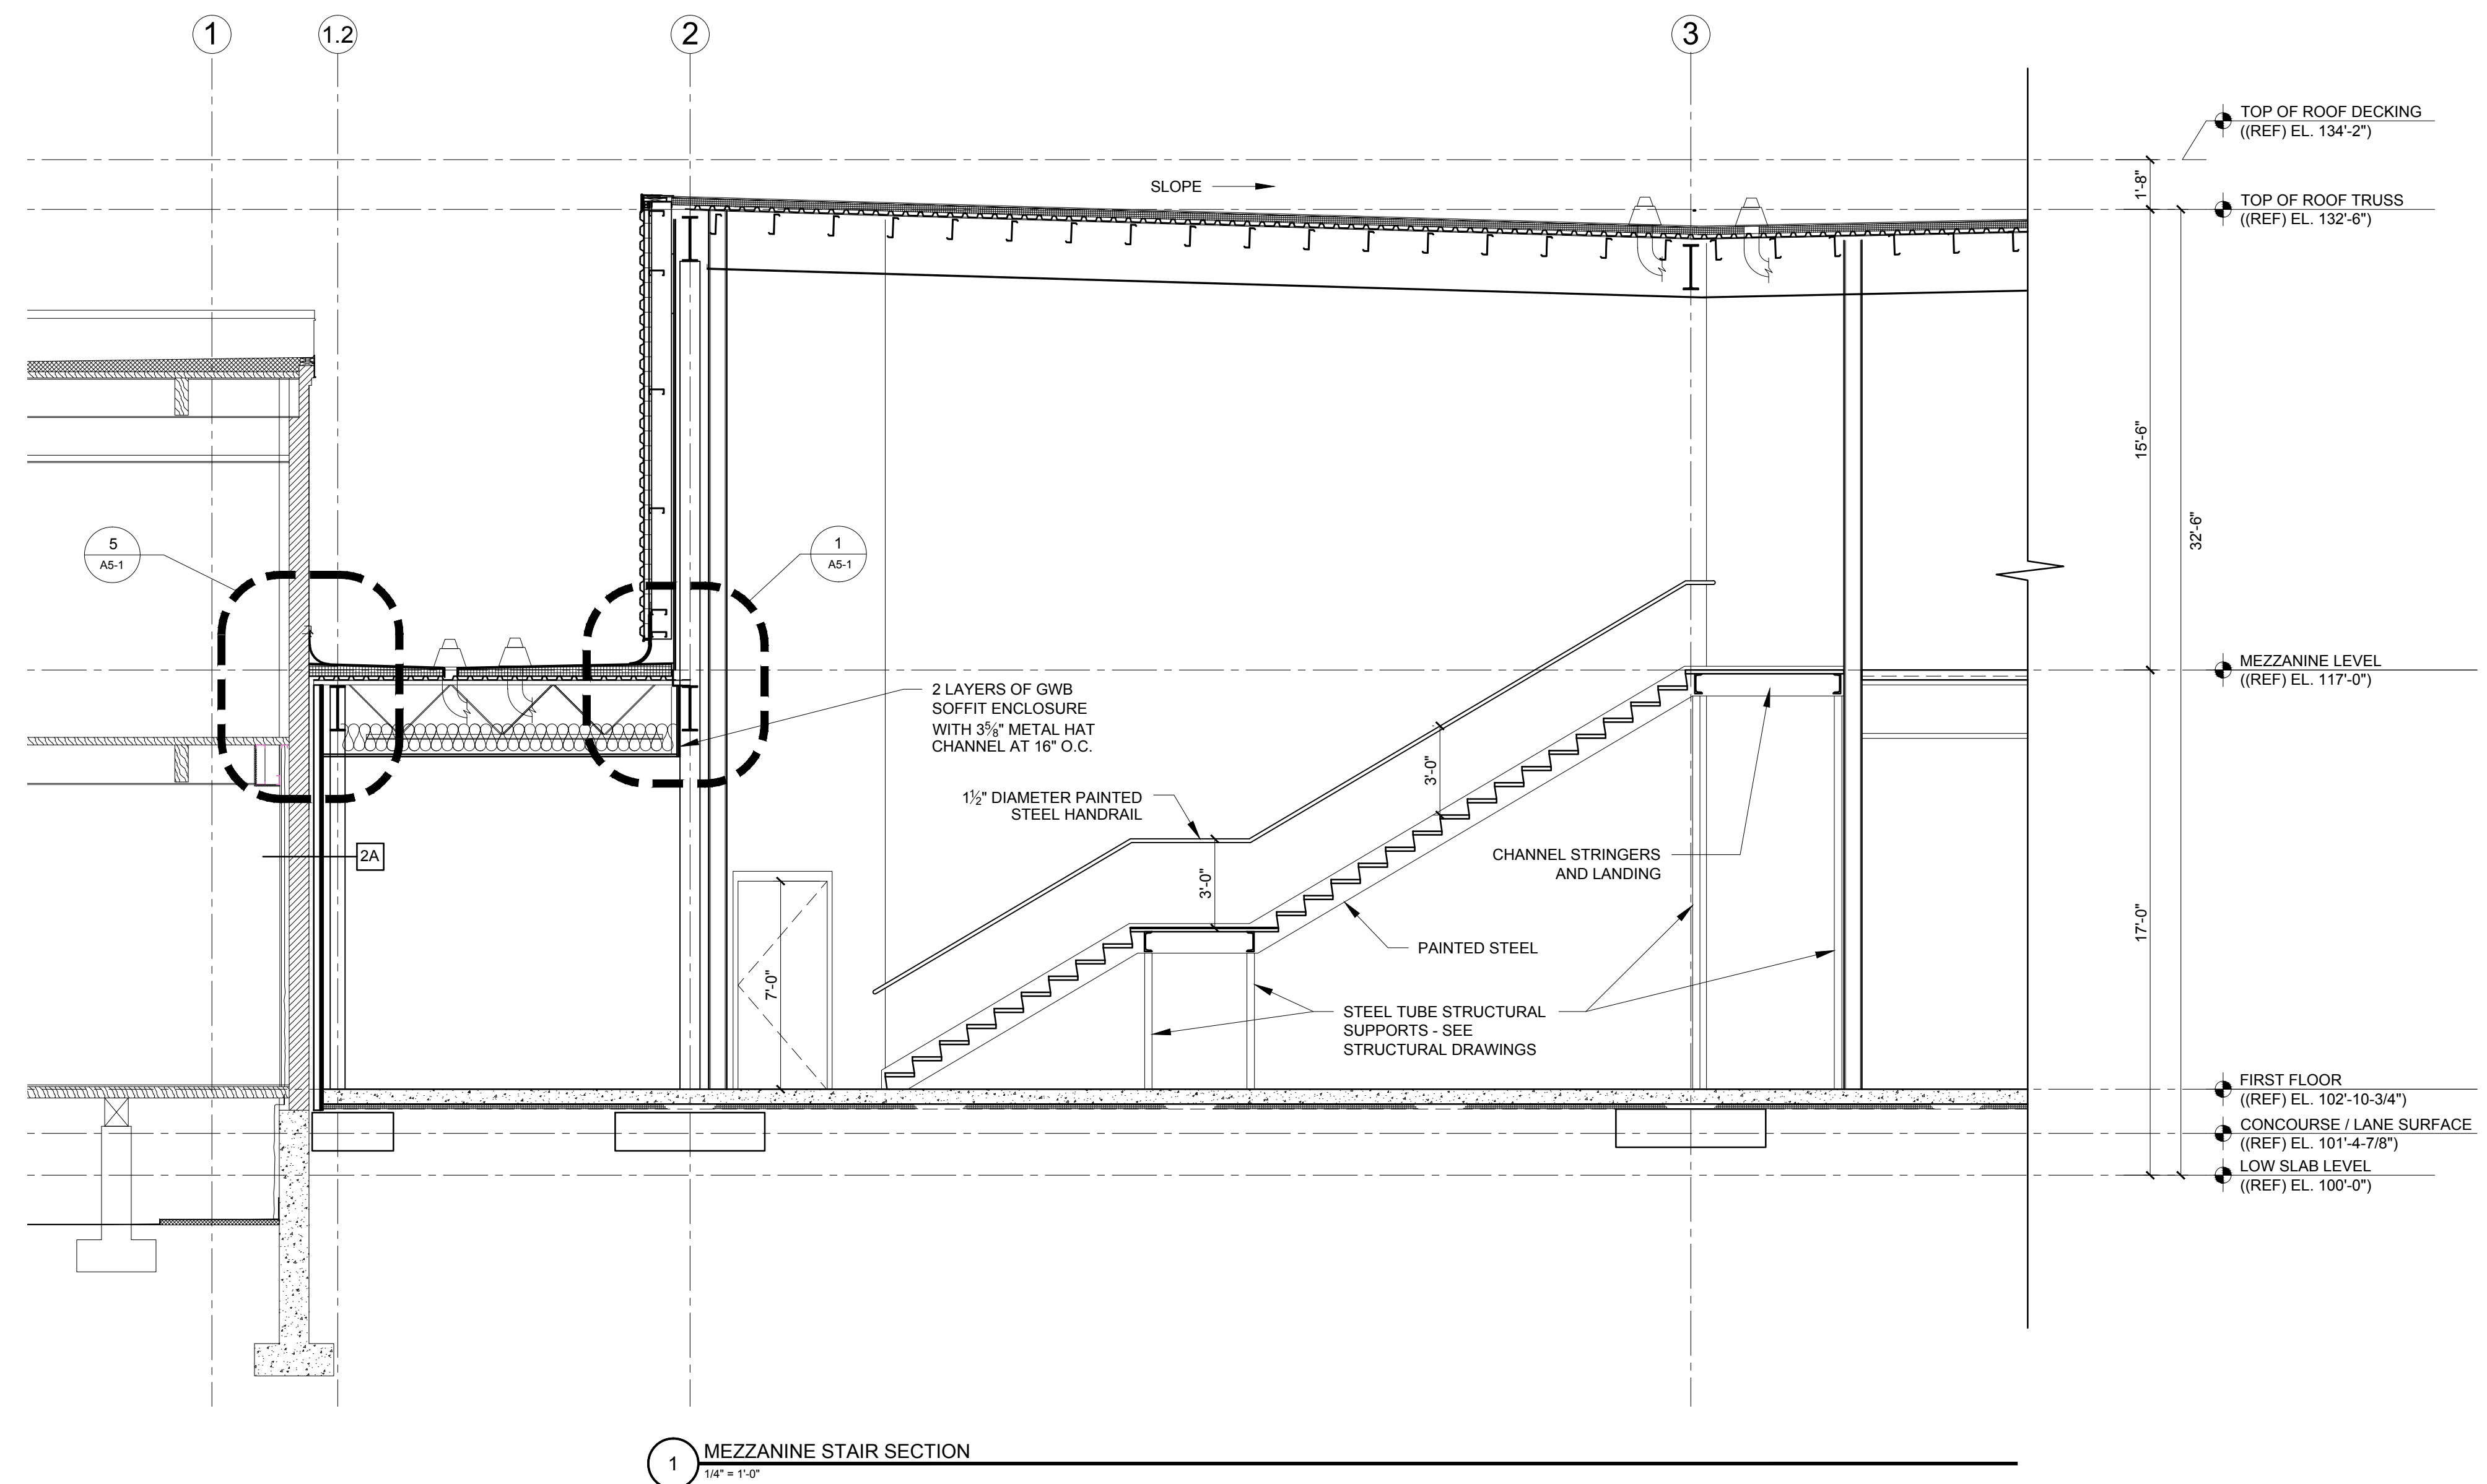 1
1.2
2
3
TOP OF ROOF DECKING
((REF) EL. 134'-2")
SLOPE
1'-8"
TOP OF ROOF TRUSS
((REF) EL. 132'-6")
15'-6"
32'-6"
5
A5-1
1
A5-1
MEZZANINE LEVEL
((REF) EL. 117'-0")
2 LAYERS OF GWB
SOFFIT ENCLOSURE
WITH 3⅝" METAL HAT
CHANNEL AT 16" O.C.
3'-0"
1½" DIAMETER PAINTED
STEEL HANDRAIL
2A
3'-0"
CHANNEL STRINGERS
AND LANDING
17'-0"
PAINTED STEEL
7'-0"
STEEL TUBE STRUCTURAL
SUPPORTS - SEE
STRUCTURAL DRAWINGS
FIRST FLOOR
((REF) EL. 102'-10-3/4")
CONCOURSE / LANE SURFACE
((REF) EL. 101'-4-7/8")
LOW SLAB LEVEL
((REF) EL. 100'-0")
1
MEZZANINE STAIR SECTION
1/4" = 1'-0"